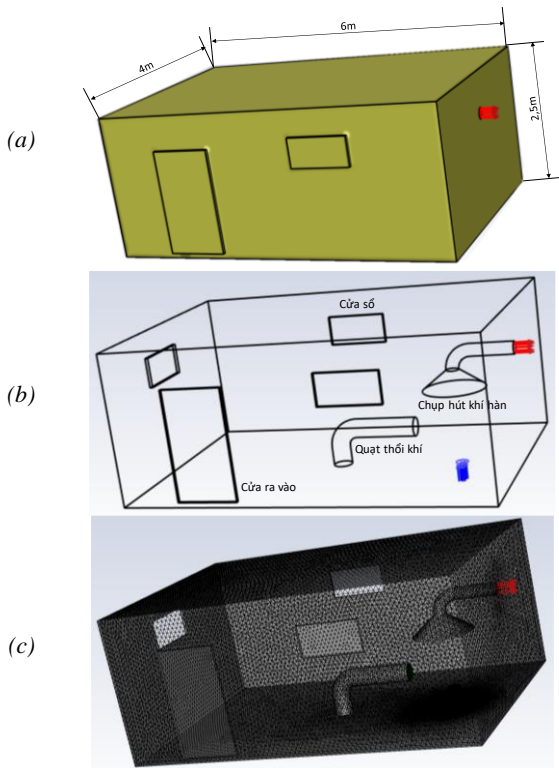 6m
4m
2,5m
(a)
Cửa sổ
(b)
Chụp hút khí hàn
Quạt thổi khí
Cửa ra vào
(c)